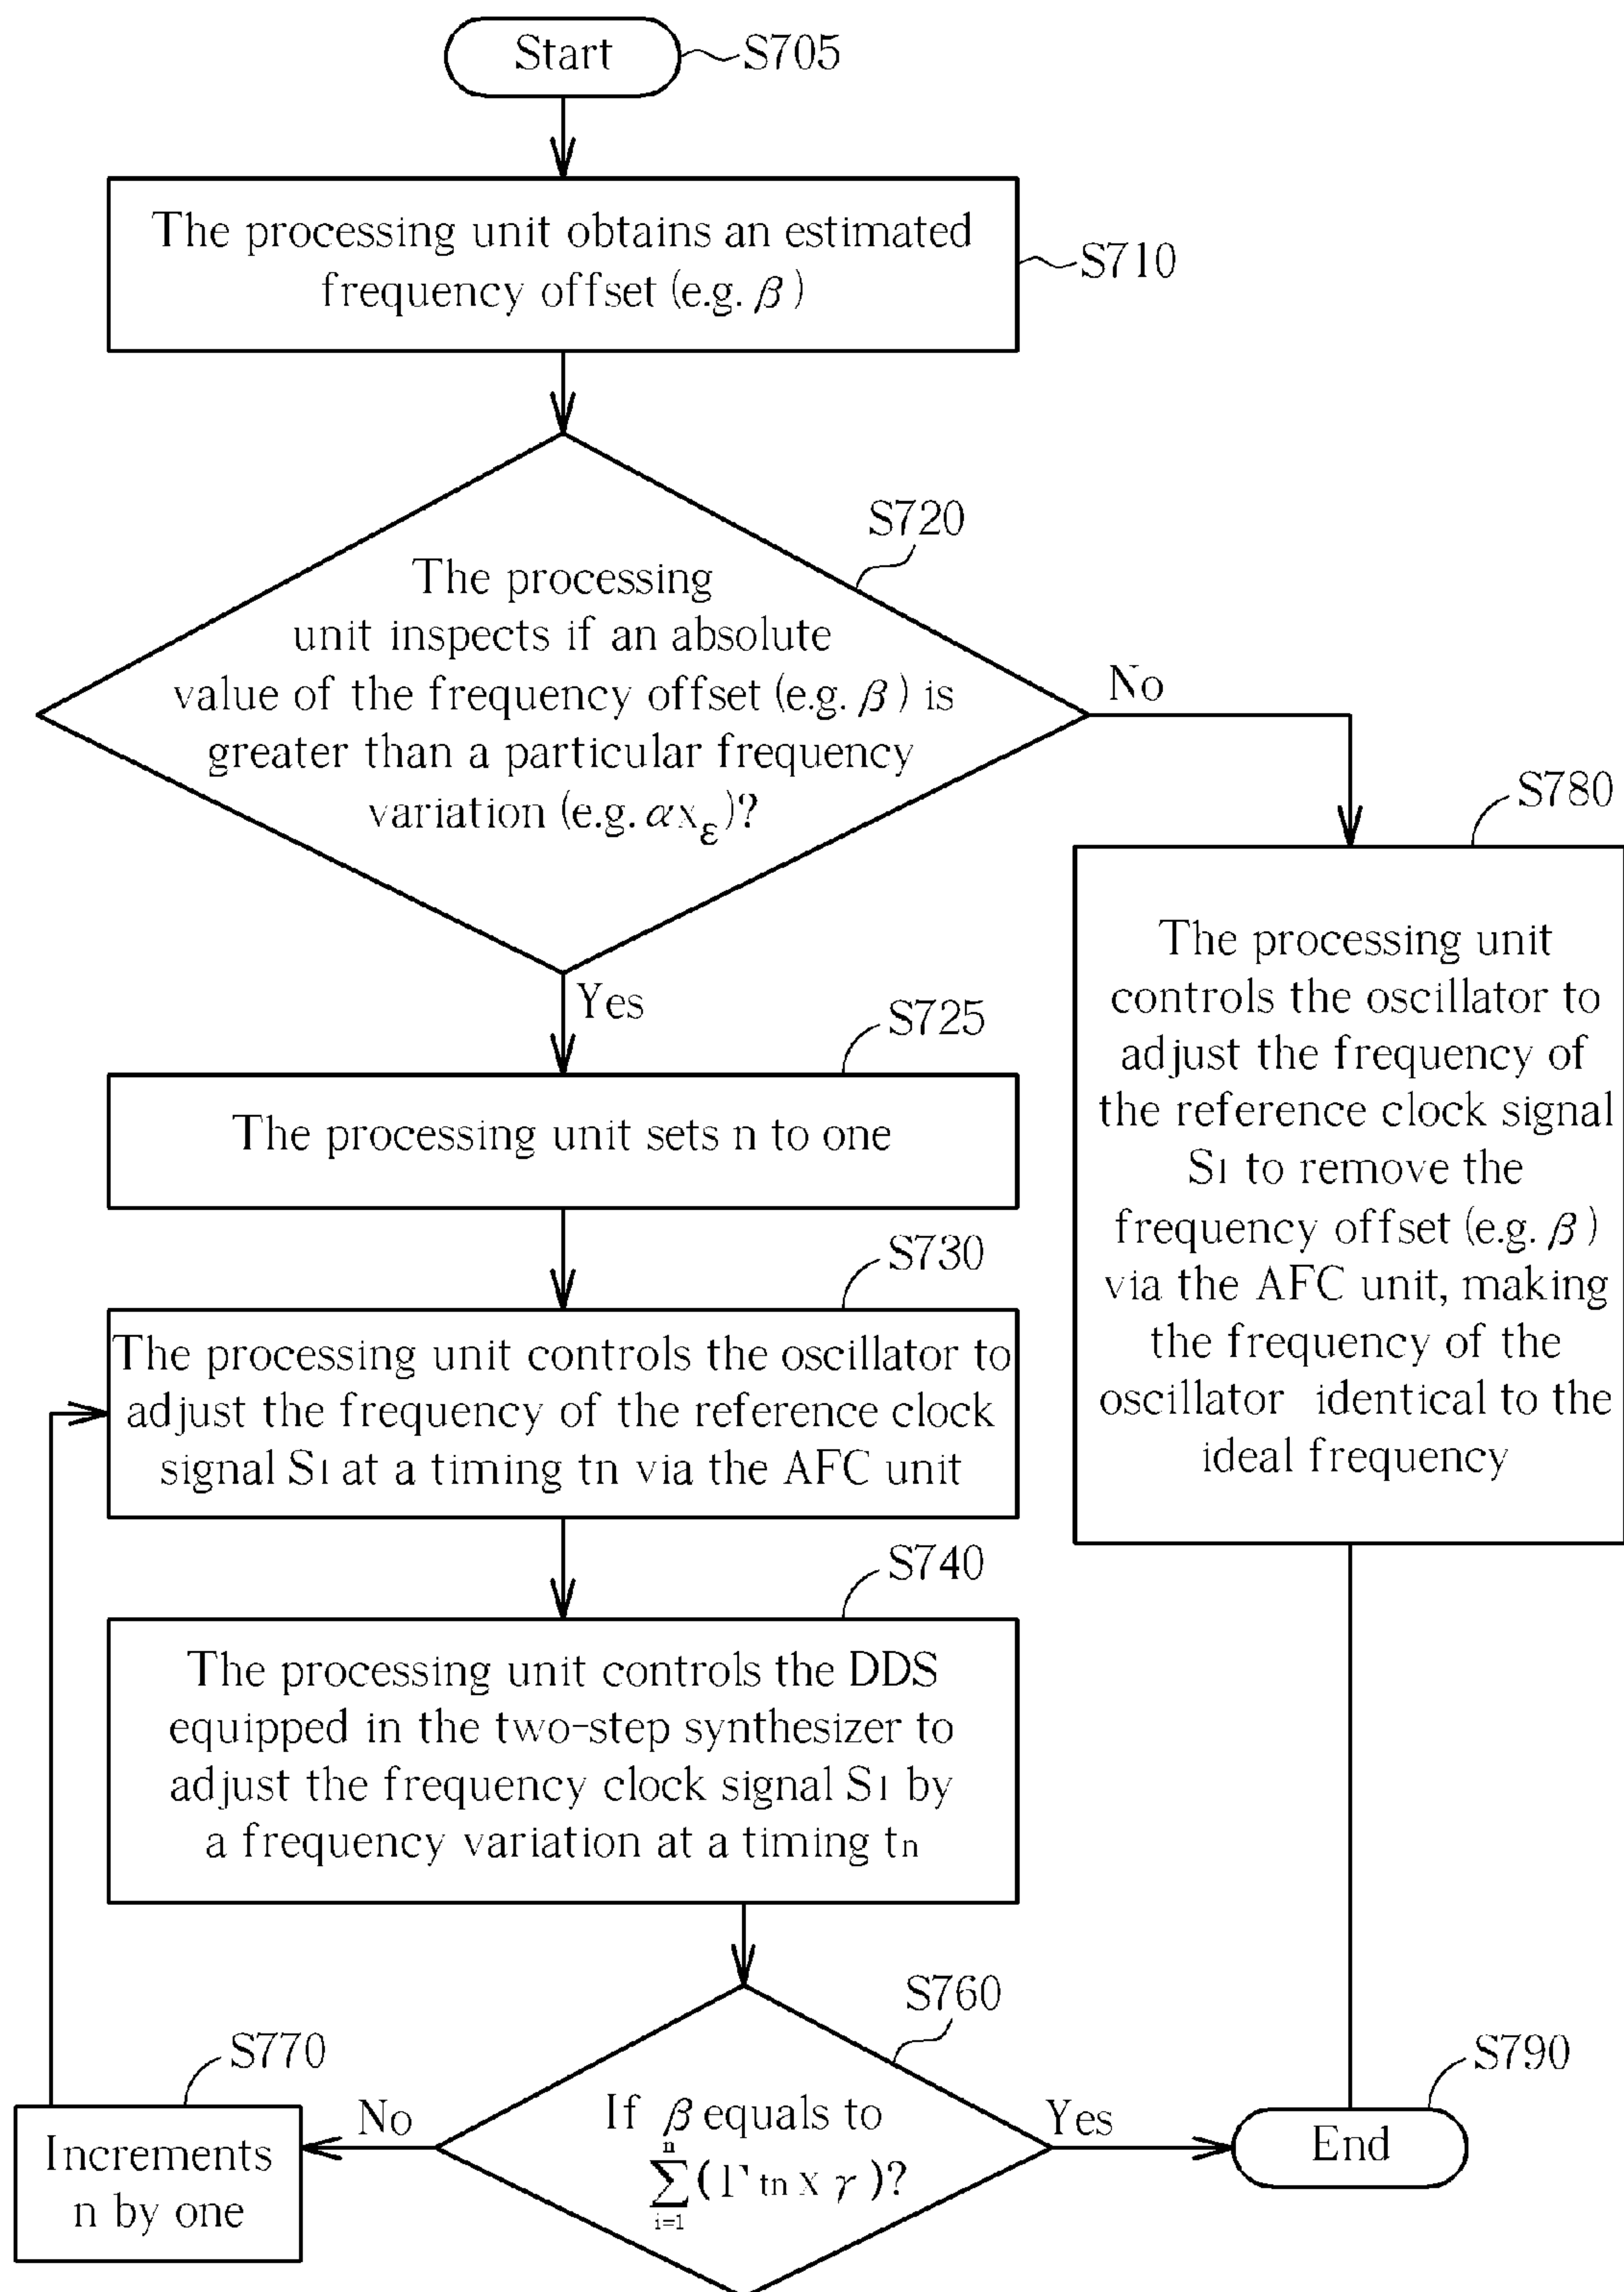 Start
S705
The processing unit obtains an estimated
frequency offset (e.g. β)
S710
S720
The processing
unit inspects if an absolute
value of the frequency offset (e.g. β) is
greater than a particular frequency
variation (e.g. αxε)?
No
Yes
S725
The processing unit sets n to one
S730
The processing unit controls the oscillator to
adjust the frequency of the reference clock
signal S1 at a timing tn via the AFC unit
S740
The processing unit controls the DDS
equipped in the two-step synthesizer to
adjust the frequency clock signal S1 by
a frequency variation at a timing tn
S760
If β equals to
n
∑(Γtn x γ)?
i=1
No
Yes
S770
Increments
n by one
S780
The processing unit
controls the oscillator to
adjust the frequency of
the reference clock signal
S1 to remove the
frequency offset (e.g. β)
via the AFC unit, making
the frequency of the
oscillator identical to the
ideal frequency
S790
End